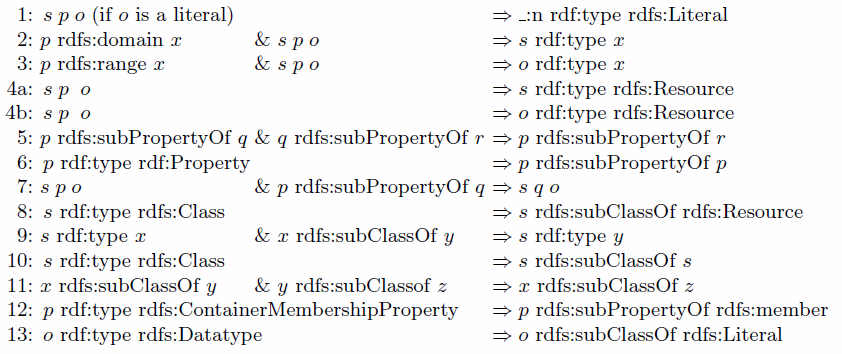 1: s p o (if o is a literal) ⇒ _:n rdf:type rdfs:Literal
2: p rdfs:domain x & s p o ⇒ s rdf:type x
3: p rdfs:range x & s p o ⇒ o rdf:type x
4a: s p o ⇒ s rdf:type rdfs:Resource
4b: s p o ⇒ o rdf:type rdfs:Resource
5: p rdfs:subPropertyOf q & q rdfs:subPropertyOf r ⇒ p rdfs:subPropertyOf r
6: p rdf:type rdf:Property ⇒ p rdfs:subPropertyOf p
7: s p o & p rdfs:subPropertyOf q ⇒ s q o
8: s rdf:type rdfs:Class ⇒ s rdfs:subClassOf rdfs:Resource
9: s rdf:type x & x rdfs:subClassOf y ⇒ s rdf:type y
10: s rdf:type rdfs:Class ⇒ s rdfs:subClassOf s
11: x rdfs:subClassOf y & y rdfs:subClassof z ⇒ x rdfs:subClassOf z
12: p rdf:type rdfs:ContainerMembershipProperty ⇒ p rdfs:subPropertyOf rdfs:member
13: o rdf:type rdfs:Datatype ⇒ o rdfs:subClassOf rdfs:Literal